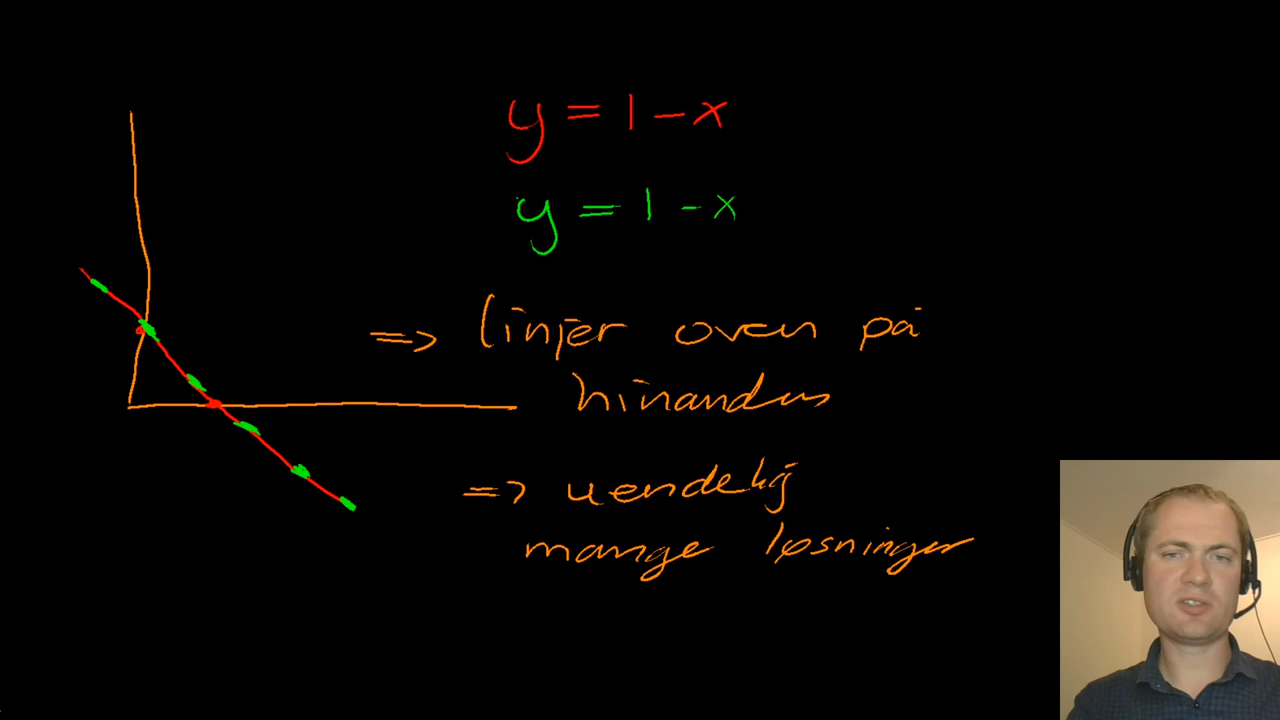 y = 1 - x
y = 1 - x
=> linjer oven på
hinanden
=> uendelig
mange løsninger